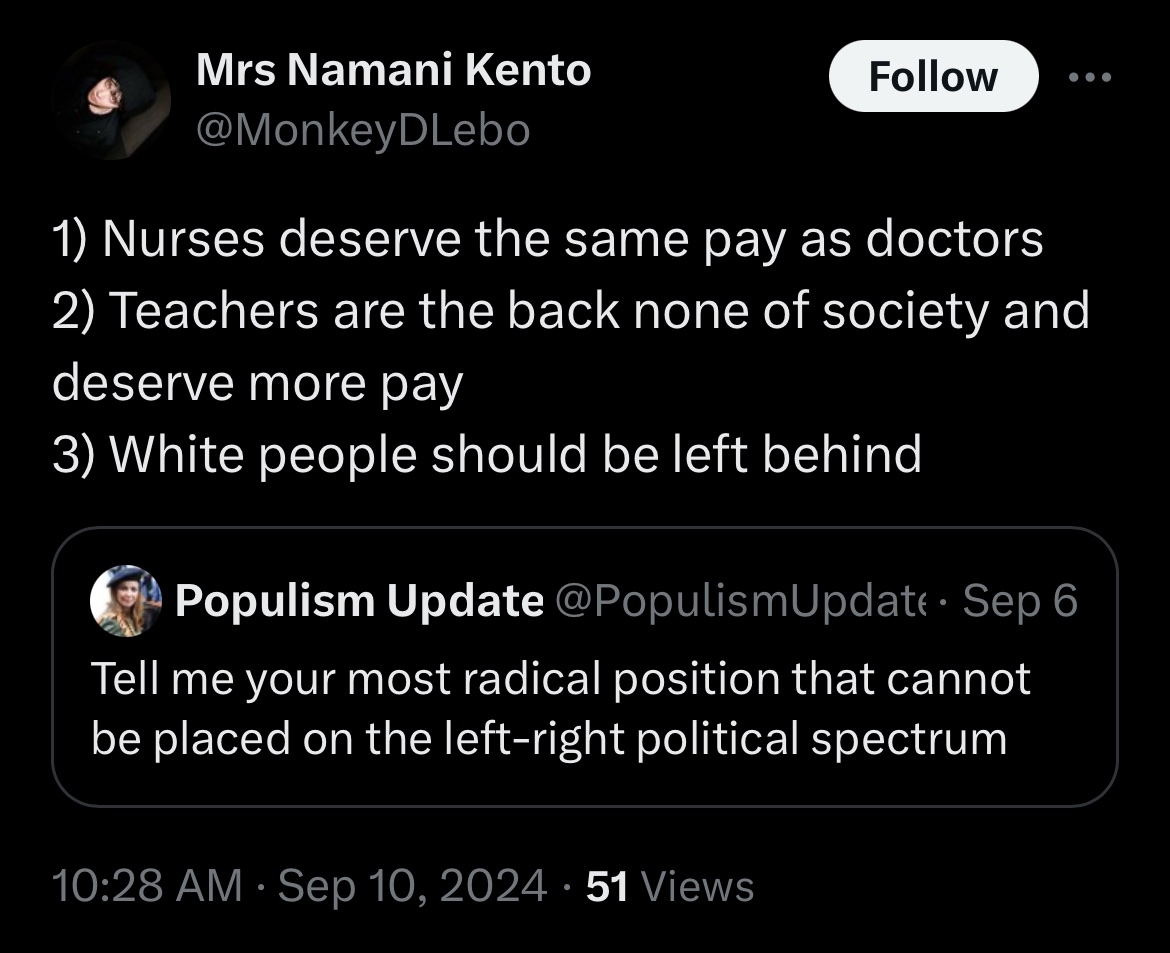 Mrs Namani Kento
@MonkeyDLebo
Follow
1) Nurses deserve the same pay as doctors
2) Teachers are the back none of society and
deserve more pay
3) White people should be left behind
Populism Update @PopulismUpdate · Sep 6
Tell me your most radical position that cannot
be placed on the left-right political spectrum
10:28 AM · Sep 10, 2024 · 51 Views